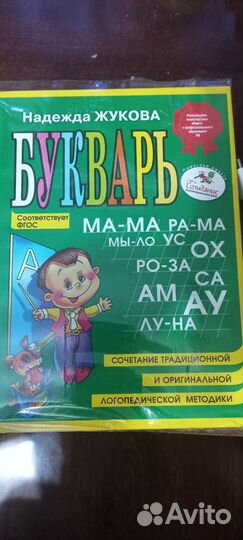 Надежда ЖУКОВА
БУКВАРЬ
Соответствует
ФГОС
МА-МА РА-МА
МЫ-ЛО УС
ОХ
РО-ЗА
СА
АМ
АУ
ЛУ-НА
А
СОЧЕТАНИЕ ТРАДИЦИОННОЙ
И ОРИГИНАЛЬНОЙ
ЛОГОПЕДИЧЕСКОЙ МЕТОДИКИ
Avito